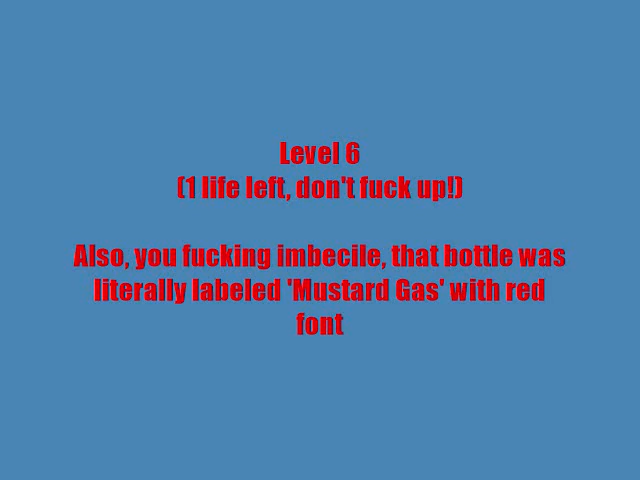 Level 6
(1 life left, don't fuck up!)
Also, you fucking imbecile, that bottle was
literally labeled 'Mustard Gas' with red
font